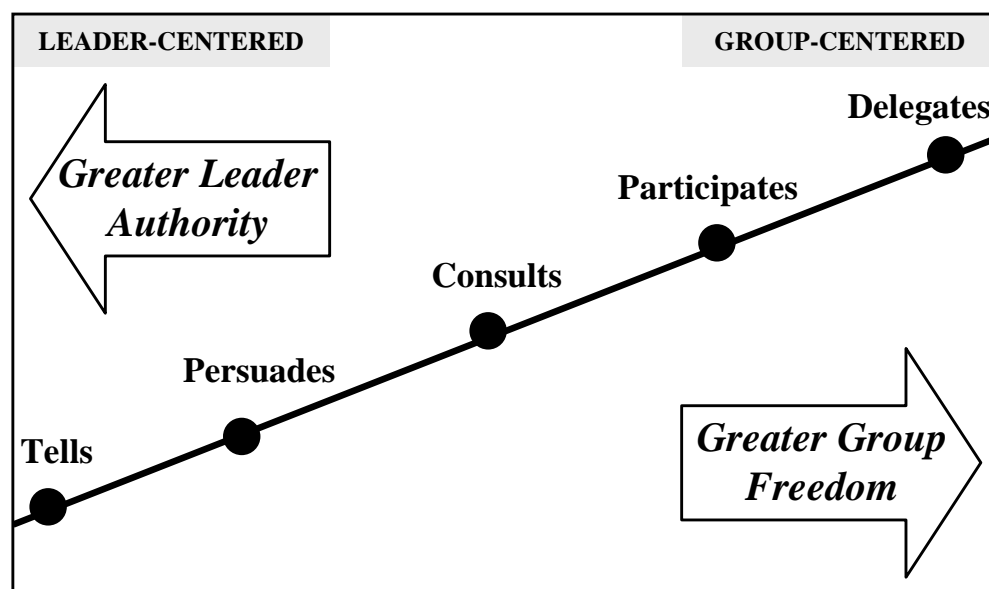 LEADER-CENTERED
GROUP-CENTERED
Delegates
Greater Leader
Authority
Participates
Consults
Persuades
Tells
Greater Group
Freedom